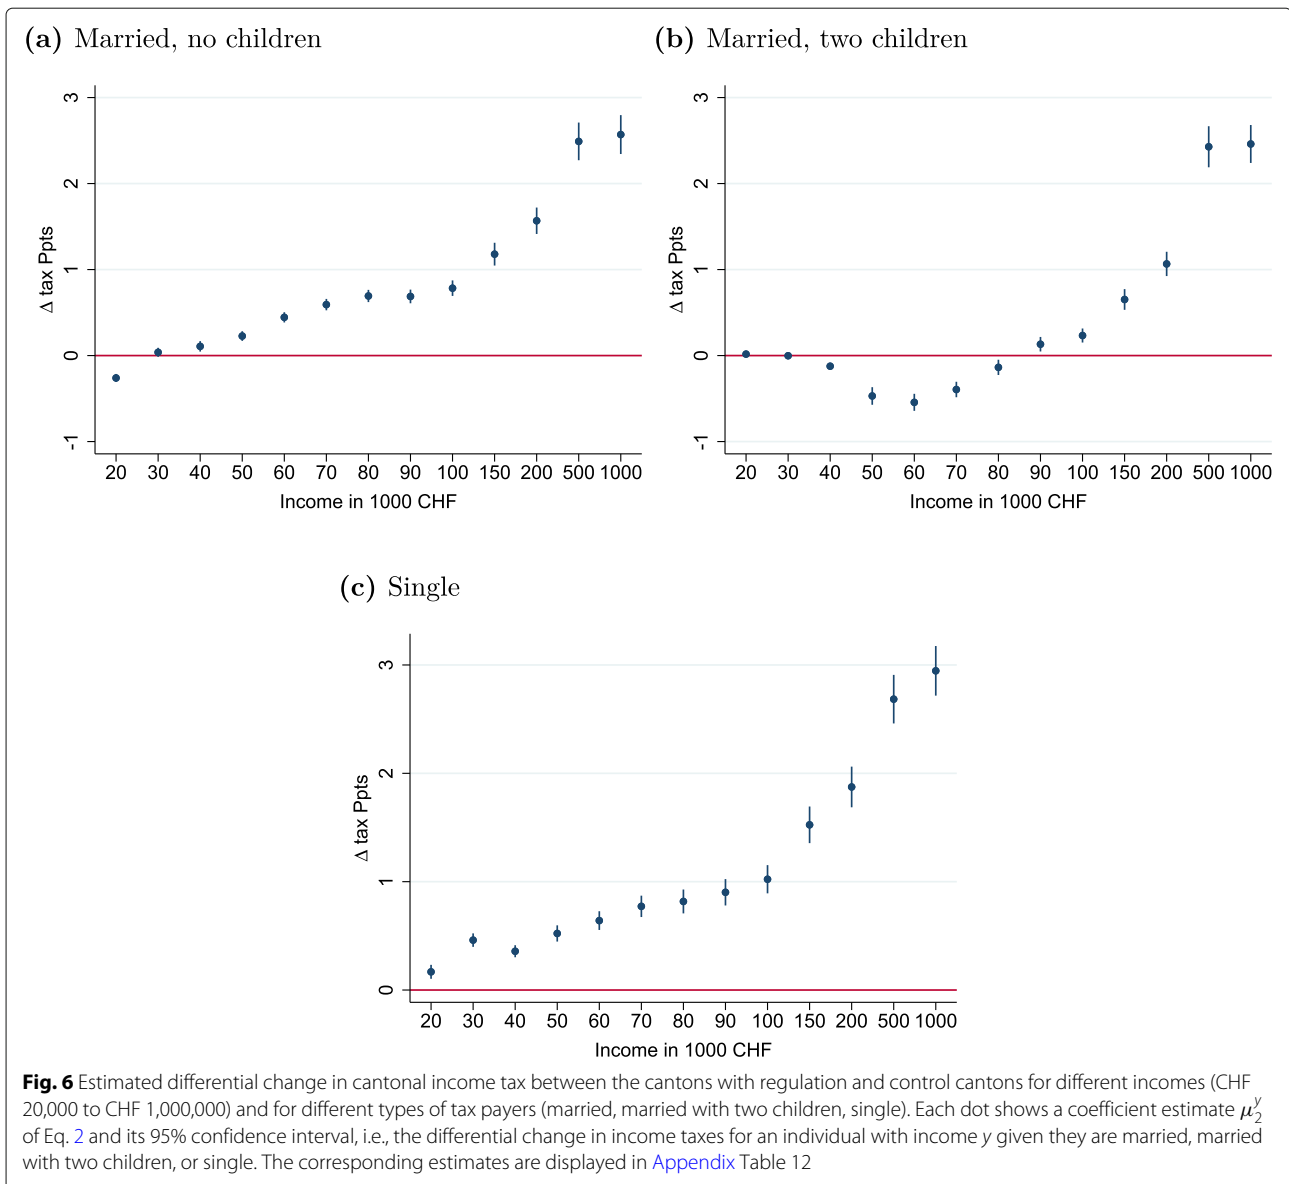 (a) Married, no children
3
2
1
0
-1
Δ tax Ppts
20 30 40 50 60 70 80 90 100 150 200 500 1000
Income in 1000 CHF
(b) Married, two children
3
2
1
0
-1
Δ tax Ppts
20 30 40 50 60 70 80 90 100 150 200 500 1000
Income in 1000 CHF
(c) Single
3
2
1
0
Δ tax Ppts
20 30 40 50 60 70 80 90 100 150 200 500 1000
Income in 1000 CHF
Fig. 6 Estimated differential change in cantonal income tax between the cantons with regulation and control cantons for different incomes (CHF
20,000 to CHF 1,000,000) and for different types of tax payers (married, married with two children, single). Each dot shows a coefficient estimate μ₂ʸ
of Eq. 2 and its 95% confidence interval, i.e., the differential change in income taxes for an individual with income y given they are married, married
with two children, or single. The corresponding estimates are displayed in Appendix Table 12